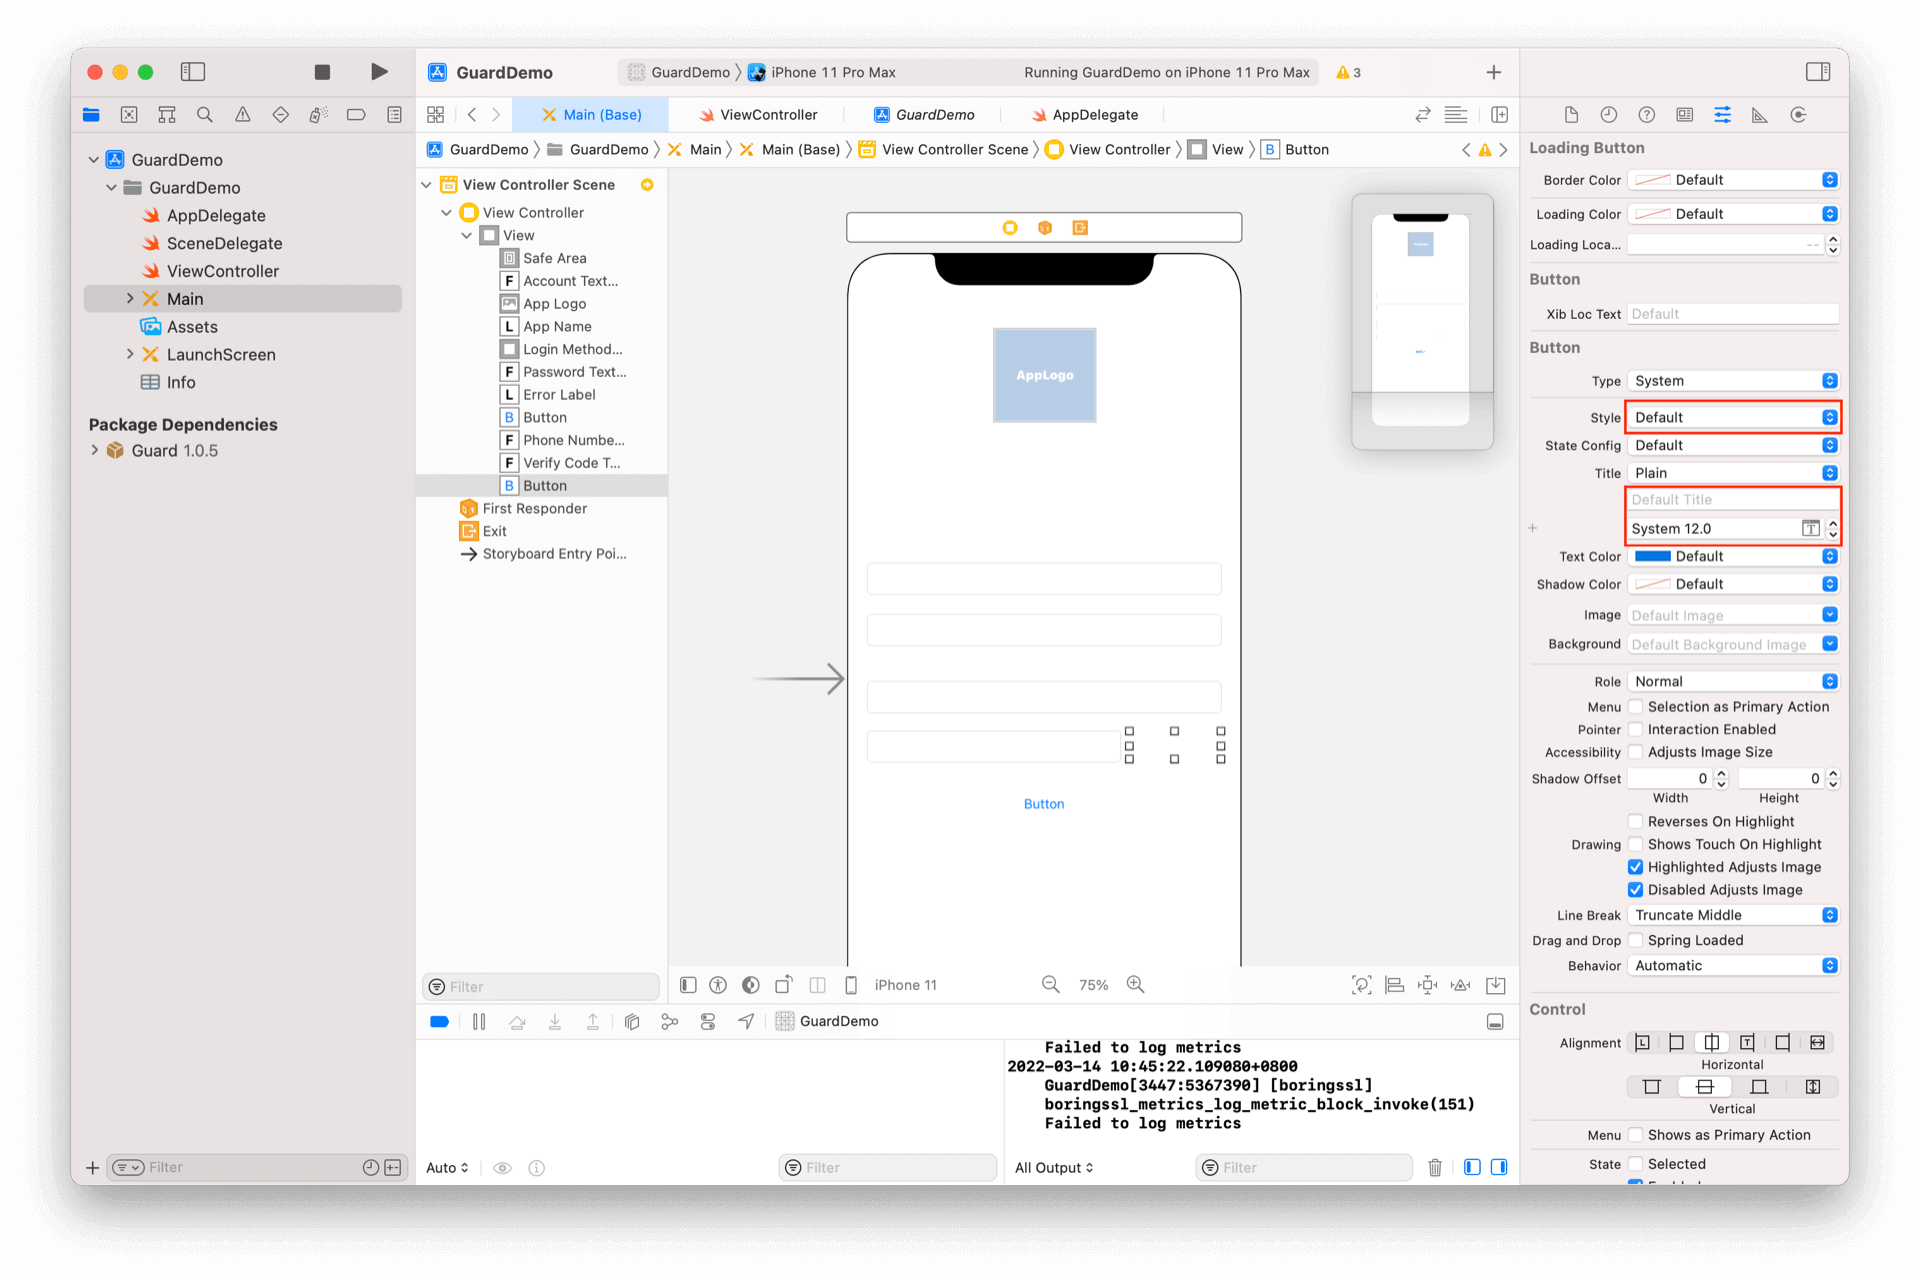 GuardDemo
GuardDemo
iPhone 11 Pro Max
Running GuardDemo on iPhone 11 Pro Max
3
Main (Base)
ViewController
GuardDemo
AppDelegate
GuardDemo
GuardDemo
Main
Main (Base)
View Controller Scene
View Controller
View
B
Button
GuardDemo
GuardDemo
AppDelegate
SceneDelegate
ViewController
Main
Assets
LaunchScreen
Info
Package Dependencies
Guard 1.0.5
Filter
View Controller Scene
View Controller
View
Safe Area
F Account Text...
App Logo
L App Name
Login Method...
F Password Text...
L Error Label
B Button
F Phone Numbe...
F Verify Code T...
B Button
First Responder
Exit
Storyboard Entry Poi...
Filter
AppLogo
Button
iPhone 11
75%
GuardDemo
Failed to log metrics
2022-03-14 10:45:22.109080+0800
GuardDemo[3447:5367390] [boringssl]
boringssl_metrics_log_metric_block_invoke(151)
Failed to log metrics
Auto
Filter
All Output
Filter
Loading Button
Border Color Default
Loading Color Default
Loading Loca... --
Button
Xib Loc Text Default
Button
Type System
Style Default
State Config Default
Title Plain
Default Title
System 12.0 T
Text Color Default
Shadow Color Default
Image Default Image
Background Default Background Image
Role Normal
Menu Selection as Primary Action
Pointer Interaction Enabled
Accessibility Adjusts Image Size
Shadow Offset 0 0
Width Height
Reverses On Highlight
Drawing Shows Touch On Highlight
Highlighted Adjusts Image
Disabled Adjusts Image
Line Break Truncate Middle
Drag and Drop Spring Loaded
Behavior Automatic
Control
Alignment
Horizontal
Vertical
Menu Shows as Primary Action
State Selected